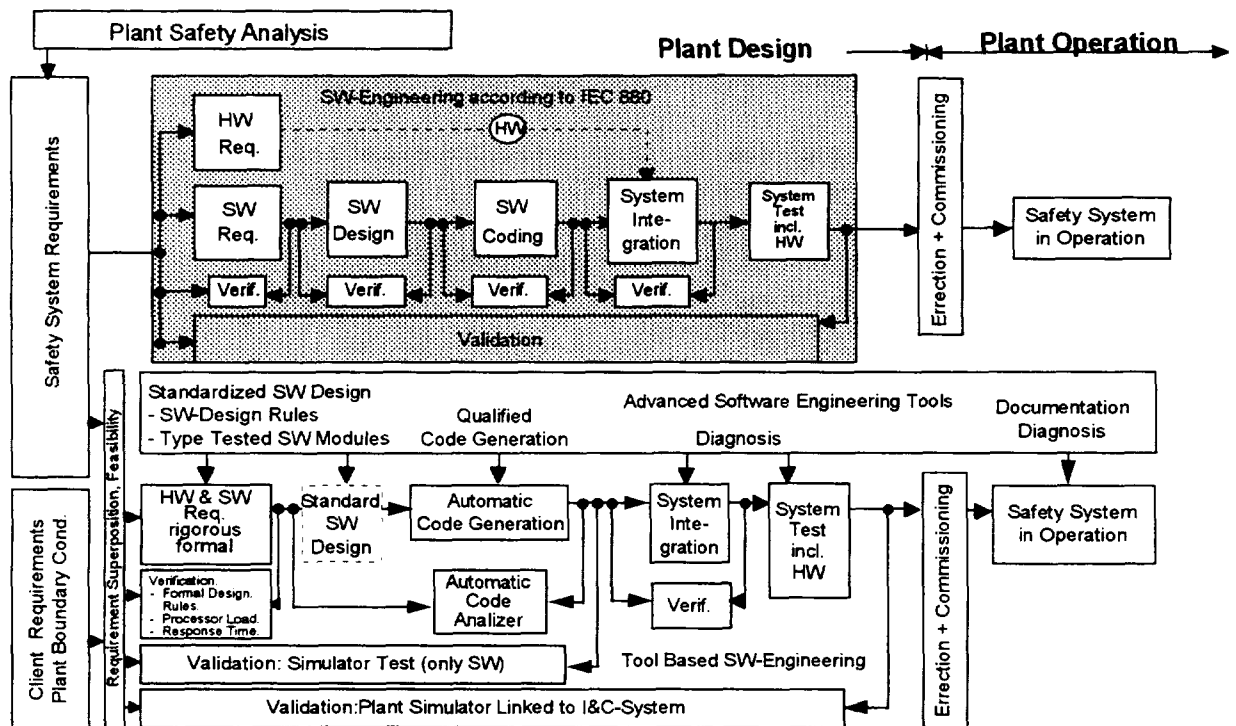 Plant Safety Analysis
Plant Design
Plant Operation
SW-Engineering according to IEC 880
HW
Req.
HW
SW
Req.
SW
Design
SW
Coding
System
Inte-
gration
System
Test
incl.
HW
Verif.
Verif.
Verif.
Verif.
Validation
Safety System Requirements
Errection + Commissioning
Safety System
in Operation
Standardized SW Design
- SW-Design Rules
- Type Tested SW Modules
Qualified
Code Generation
Advanced Software Engineering Tools
Diagnosis
Documentation
Diagnosis
Client Requirements
Plant Boundary Cond.
Requirement Superposition, Feasibility
HW & SW
Req.
rigorous
formal
Standard
SW
Design
Automatic
Code Generation
System
Inte-
gration
System
Test
incl.
HW
Errection + Commissioning
Safety System
in Operation
Verification.
- Formal Design.
Rules.
- Processor Load.
- Response Time.
Automatic
Code
Analizer
Verif.
Validation: Simulator Test (only SW)
Tool Based SW-Engineering
Validation:Plant Simulator Linked to I&C-System